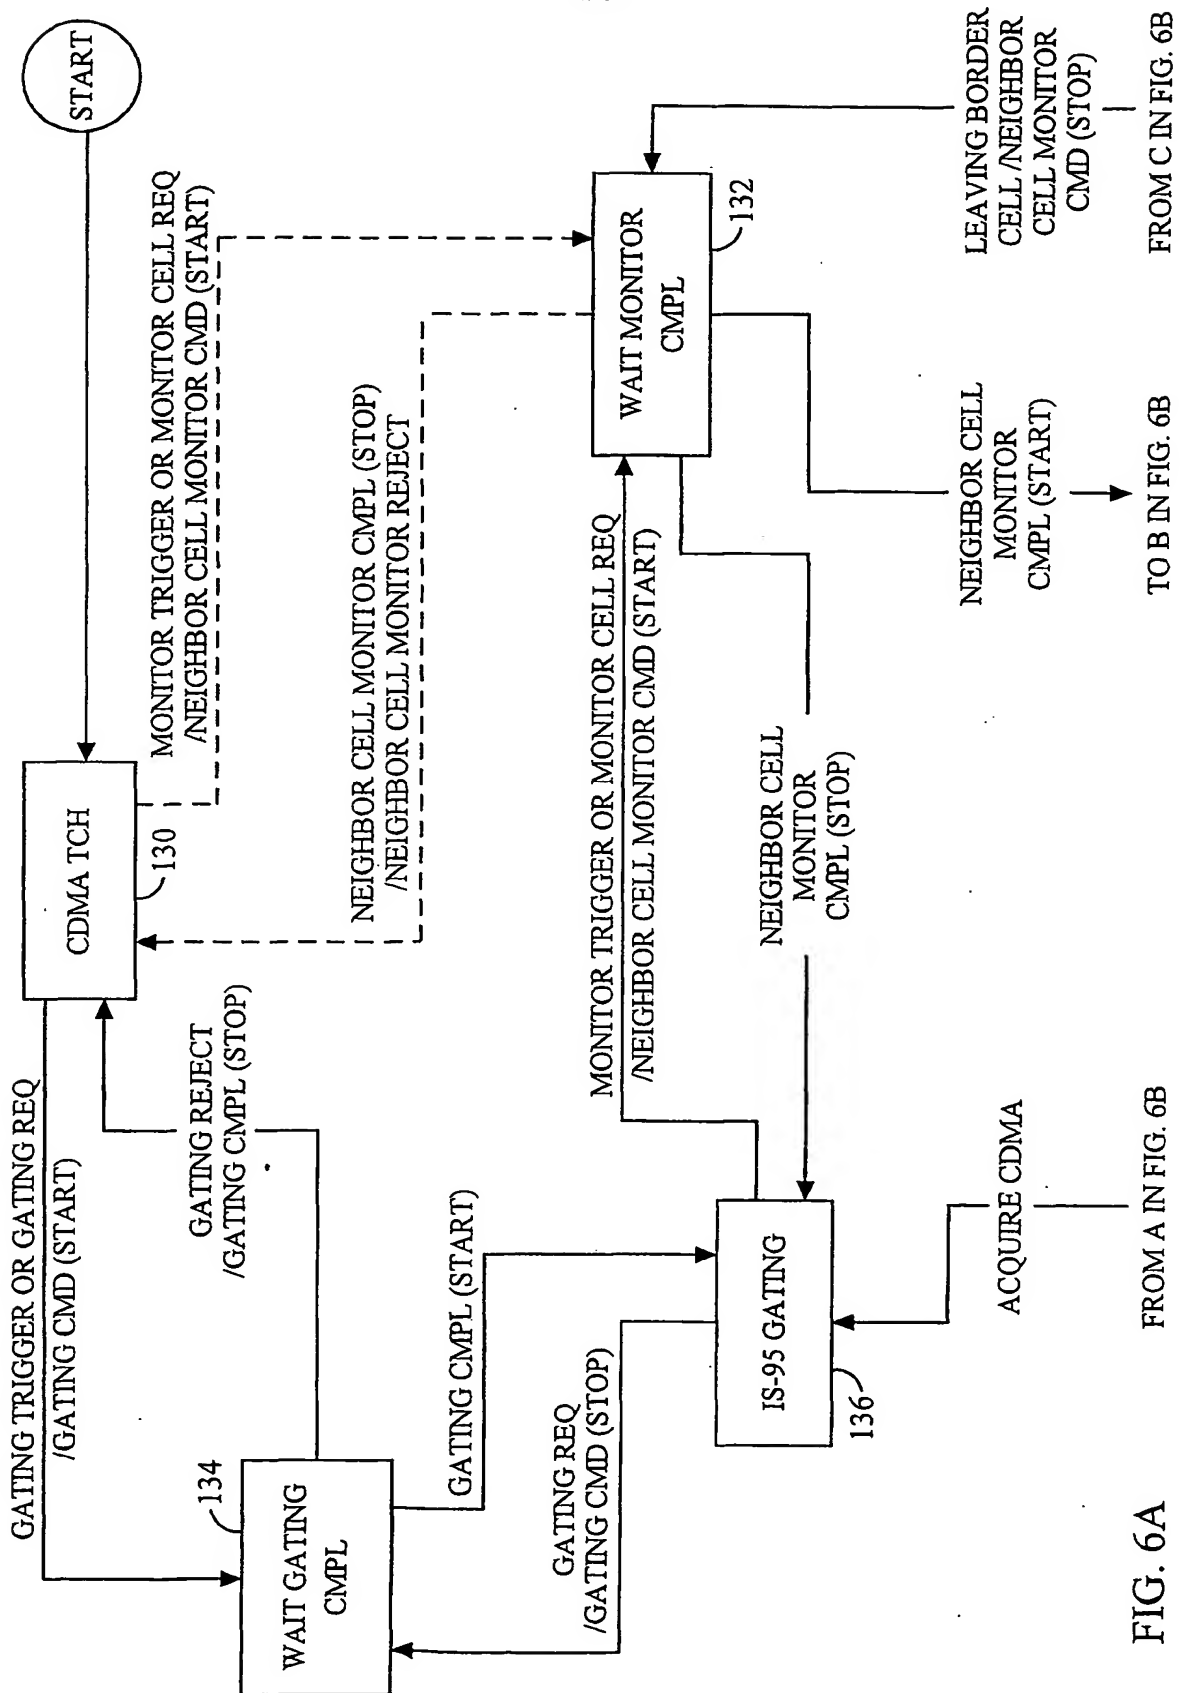 START
CDMA TCH
130
GATING TRIGGER OR GATING REQ
/GATING CMD (START)
MONITOR TRIGGER OR MONITOR CELL REQ
/NEIGHBOR CELL MONITOR CMD (START)
GATING REJECT
/GATING CMPL (STOP)
NEIGHBOR CELL MONITOR CMPL (STOP)
/NEIGHBOR CELL MONITOR REJECT
134
WAIT GATING
CMPL
GATING CMPL (START)
GATING REQ
/GATING CMD (STOP)
MONITOR TRIGGER OR MONITOR CELL REQ
/NEIGHBOR CELL MONITOR CMD (START)
WAIT MONITOR
CMPL
132
IS-95 GATING
136
NEIGHBOR CELL
MONITOR
CMPL (STOP)
ACQUIRE CDMA
FROM A IN FIG. 6B
NEIGHBOR CELL
MONITOR
CMPL (START)
TO B IN FIG. 6B
LEAVING BORDER
CELL /NEIGHBOR
CELL MONITOR
CMD (STOP)
FROM C IN FIG. 6B
FIG. 6A